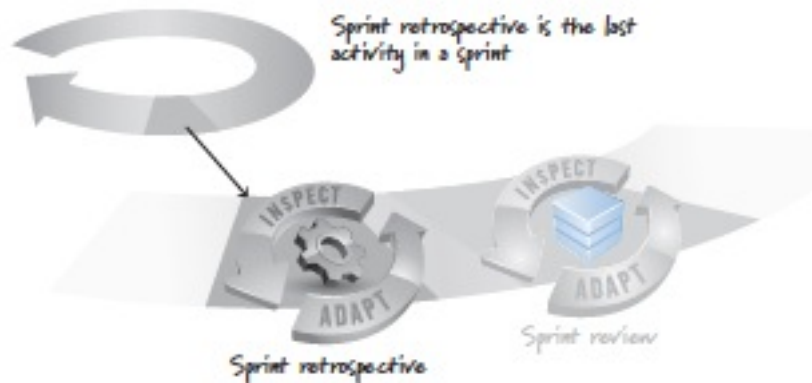 Sprint retrospective is the last
activity in a sprint
INSPECT
ADAPT
Sprint retrospective
INSPECT
ADAPT
Sprint review